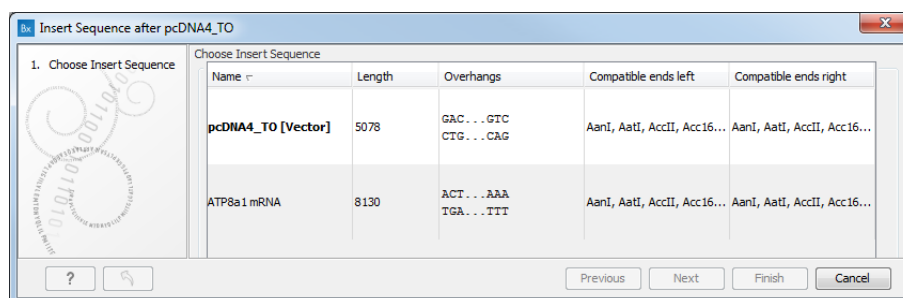 Bx Insert Sequence after pcDNA4_TO
X
1. Choose Insert Sequence
Choose Insert Sequence
Name Length Overhangs Compatible ends left Compatible ends right
pcDNA4_TO [Vector] 5078 GAC...GTC AanI, AatI, AccII, Acc16... AanI, AatI, AccII, Acc16...
CTG...CAG
ATP8a1 mRNA 8130 ACT...AAA AanI, AatI, AccII, Acc16... AanI, AatI, AccII, Acc16...
TGA...TTT
? Previous Next Finish Cancel